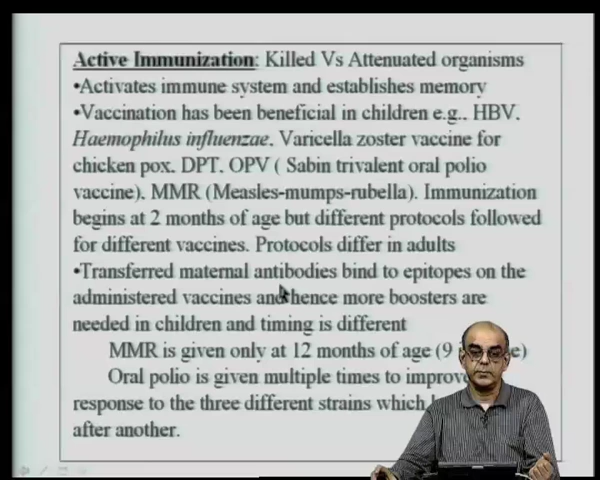 Active Immunization: Killed Vs Attenuated organisms
•Activates immune system and establishes memory
•Vaccination has been beneficial in children e.g., HBV,
Haemophilus influenzae, Varicella zoster vaccine for
chicken pox, DPT, OPV ( Sabin trivalent oral polio
vaccine), MMR (Measles-mumps-rubella). Immunization
begins at 2 months of age but different protocols followed
for different vaccines. Protocols differ in adults
•Transferred maternal antibodies bind to epitopes on the
administered vaccines and hence more boosters are
needed in children and timing is different
MMR is given only at 12 months of age (9
Oral polio is given multiple times to
response to the three different strains which
after another.